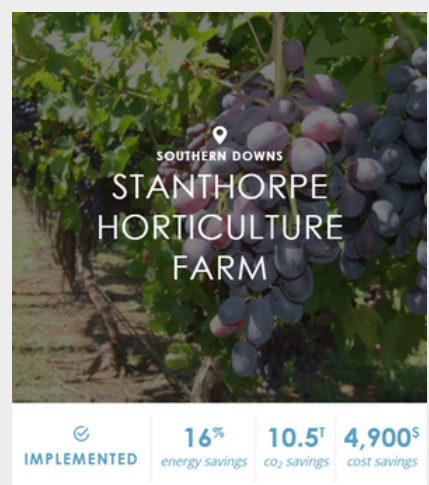 SOUTHERN DOWNS
STANTHORPE
HORTICULTURE
FARM
IMPLEMENTED
16%
energy savings
10.5T
co₂ savings
4,900$
cost savings